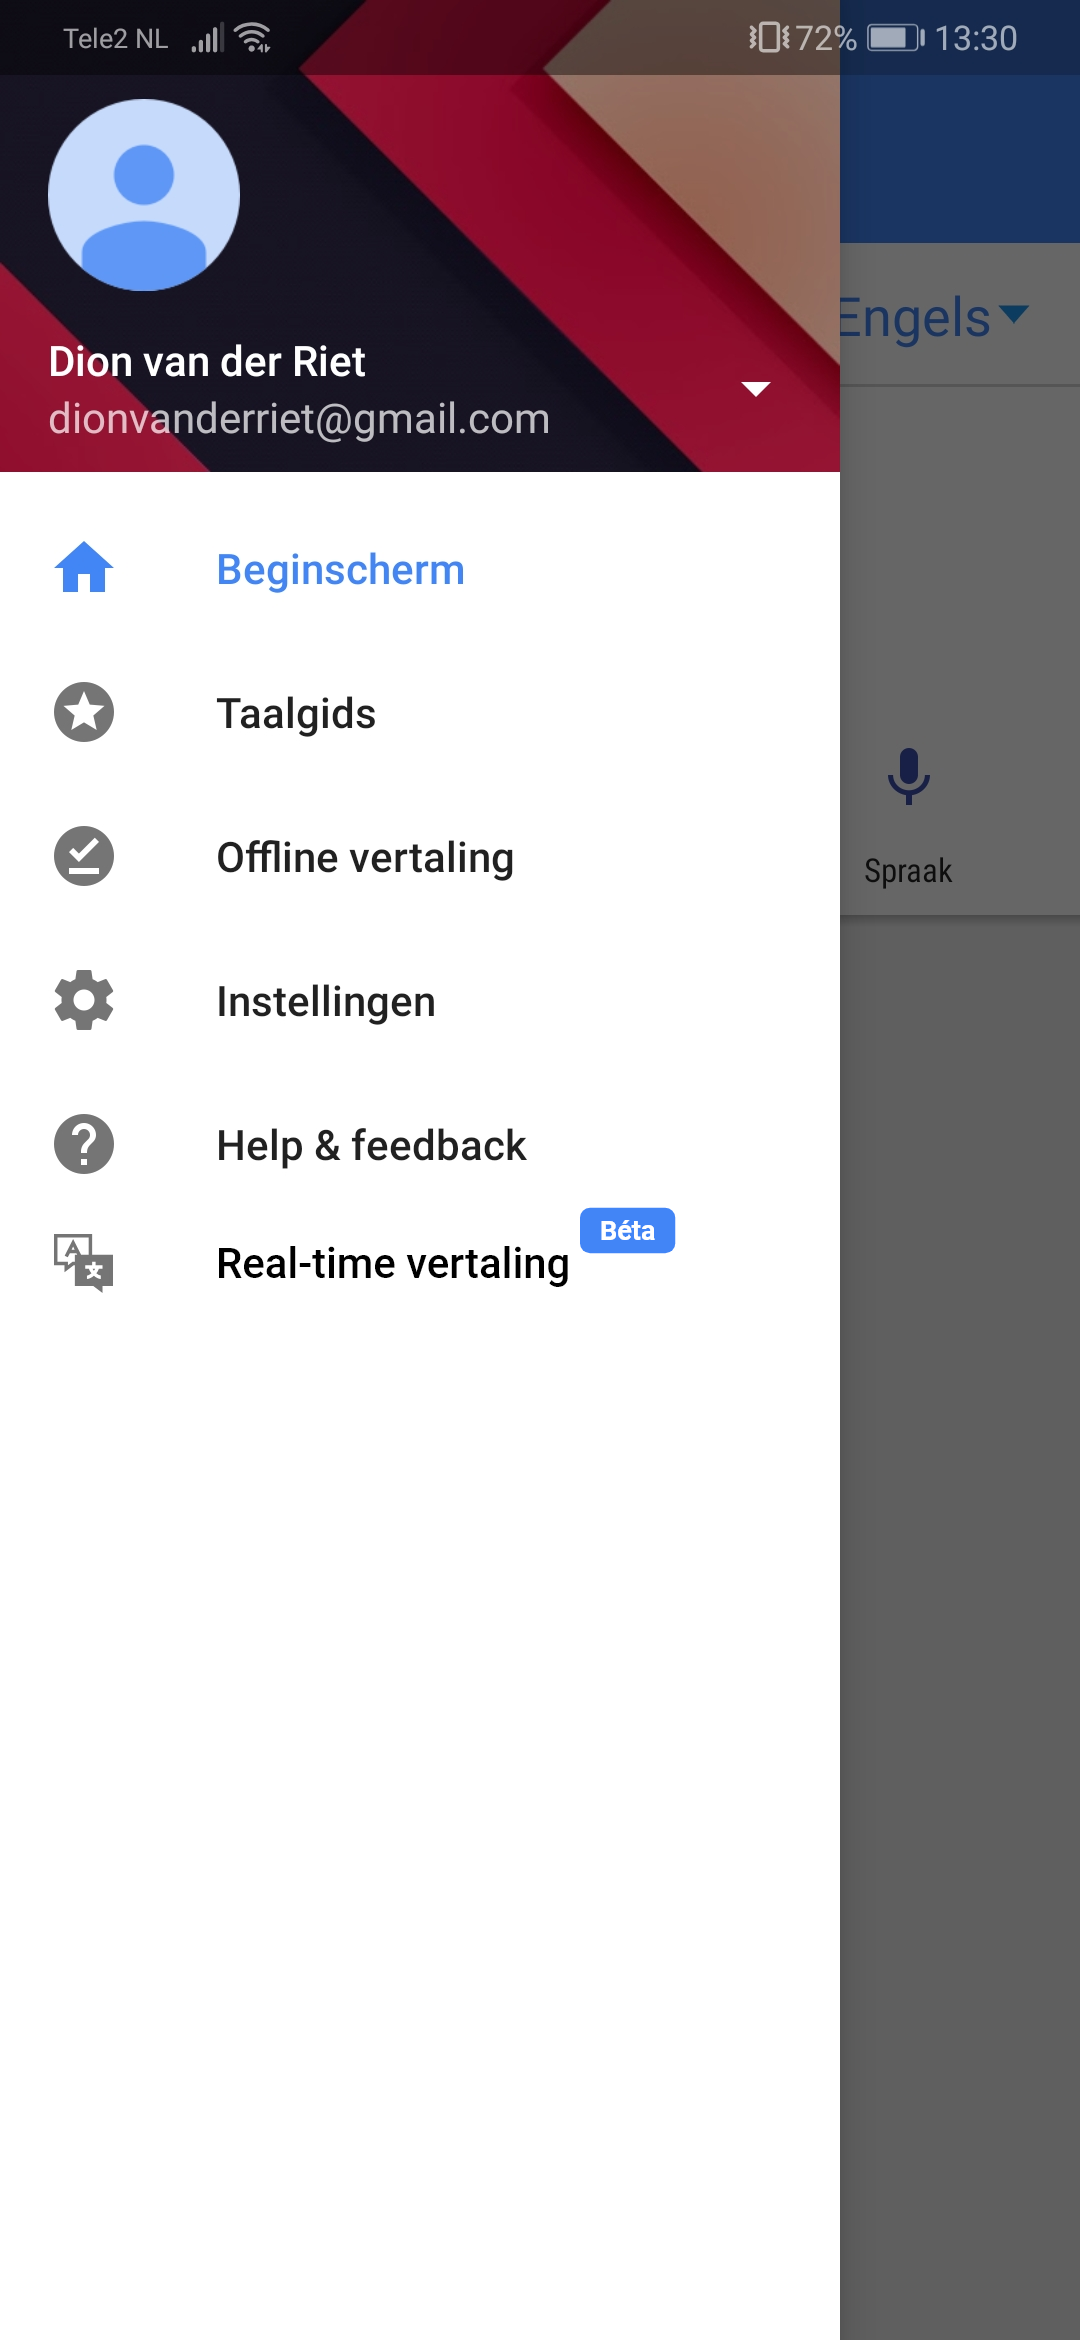 Tele2 NL 72% 13:30
Dion van der Riet
dionvanderriet@gmail.com
Engels
Beginscherm
Taalgids
Spraak
Offline vertaling
Instellingen
Help & feedback
Real-time vertaling Béta